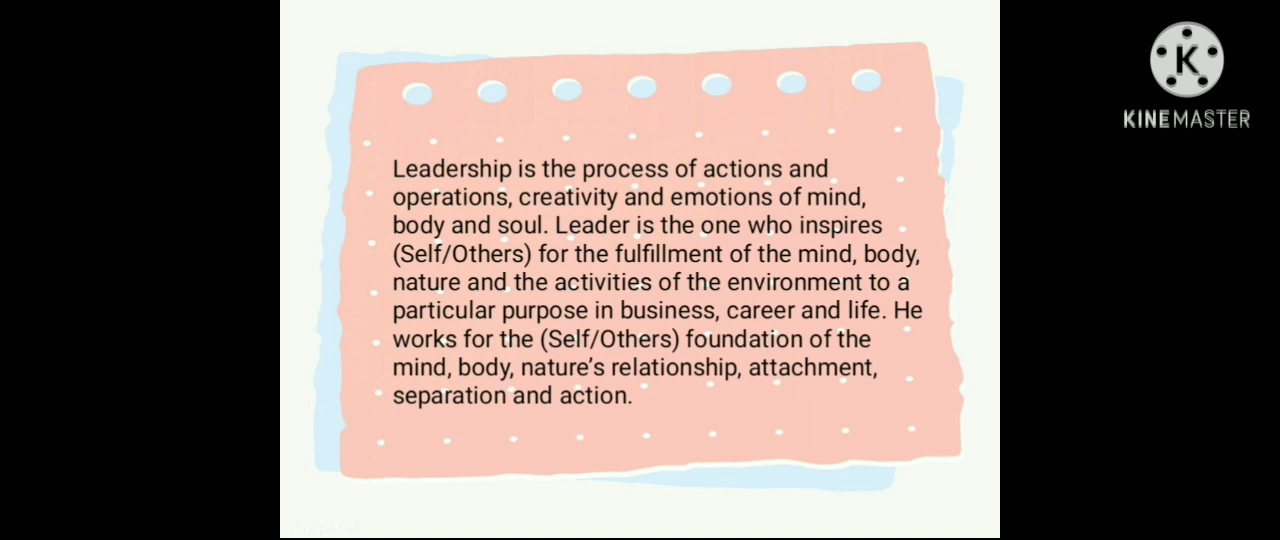 Leadership is the process of actions and
operations, creativity and emotions of mind,
body and soul. Leader is the one who inspires
(Self/Others) for the fulfillment of the mind, body,
nature and the activities of the environment to a
particular purpose in business, career and life. He
works for the (Self/Others) foundation of the
mind, body, nature’s relationship, attachment,
separation and action.
K
KINEMASTER